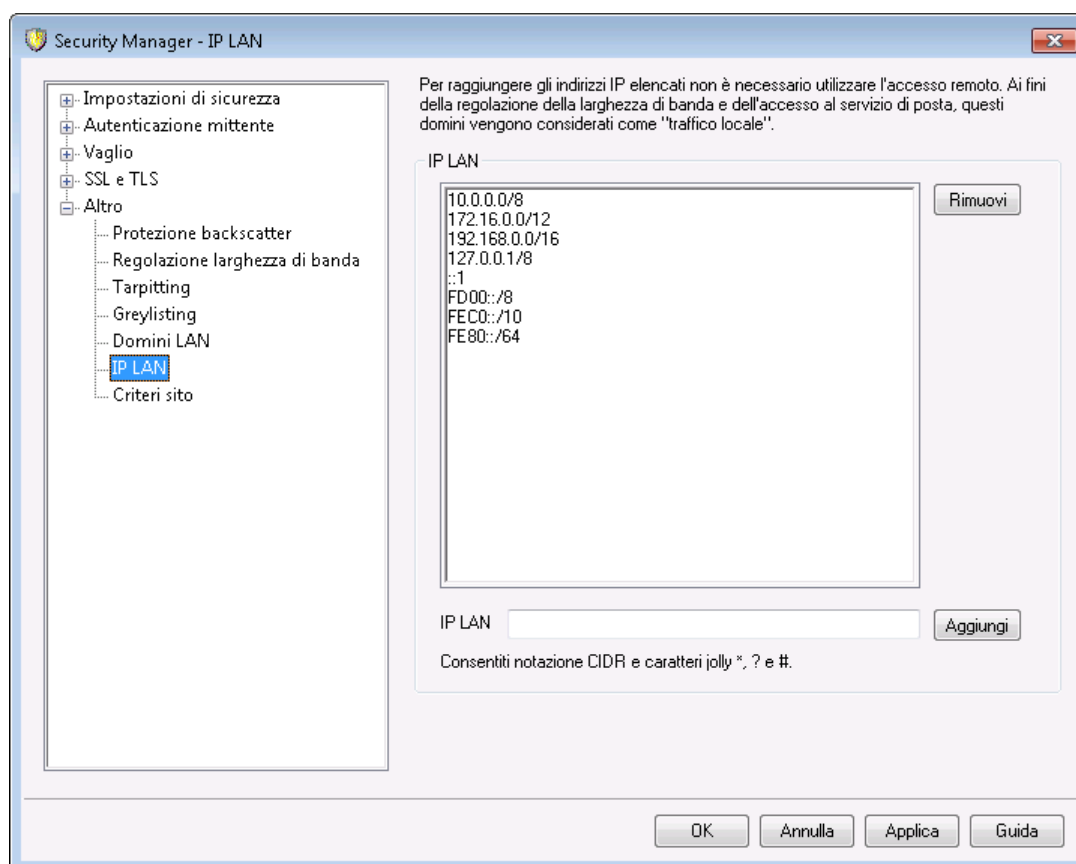 Security Manager - IP LAN
Impostazioni di sicurezza
Autenticazione mittente
Vaglio
SSL e TLS
Altro
Protezione backscatter
Regolazione larghezza di banda
Tarpitting
Greylisting
Domini LAN
IP LAN
Criteri sito
Per raggiungere gli indirizzi IP elencati non è necessario utilizzare l'accesso remoto. Ai fini
della regolazione della larghezza di banda e dell'accesso al servizio di posta, questi
domini vengono considerati come "traffico locale".
IP LAN
10.0.0.0/8
172.16.0.0/12
192.168.0.0/16
127.0.0.1/8
::1
FD00::/8
FEC0::/10
FE80::/64
Rimuovi
IP LAN
Aggiungi
Consentiti notazione CIDR e caratteri jolly *, ? e #.
OK
Annulla
Applica
Guida